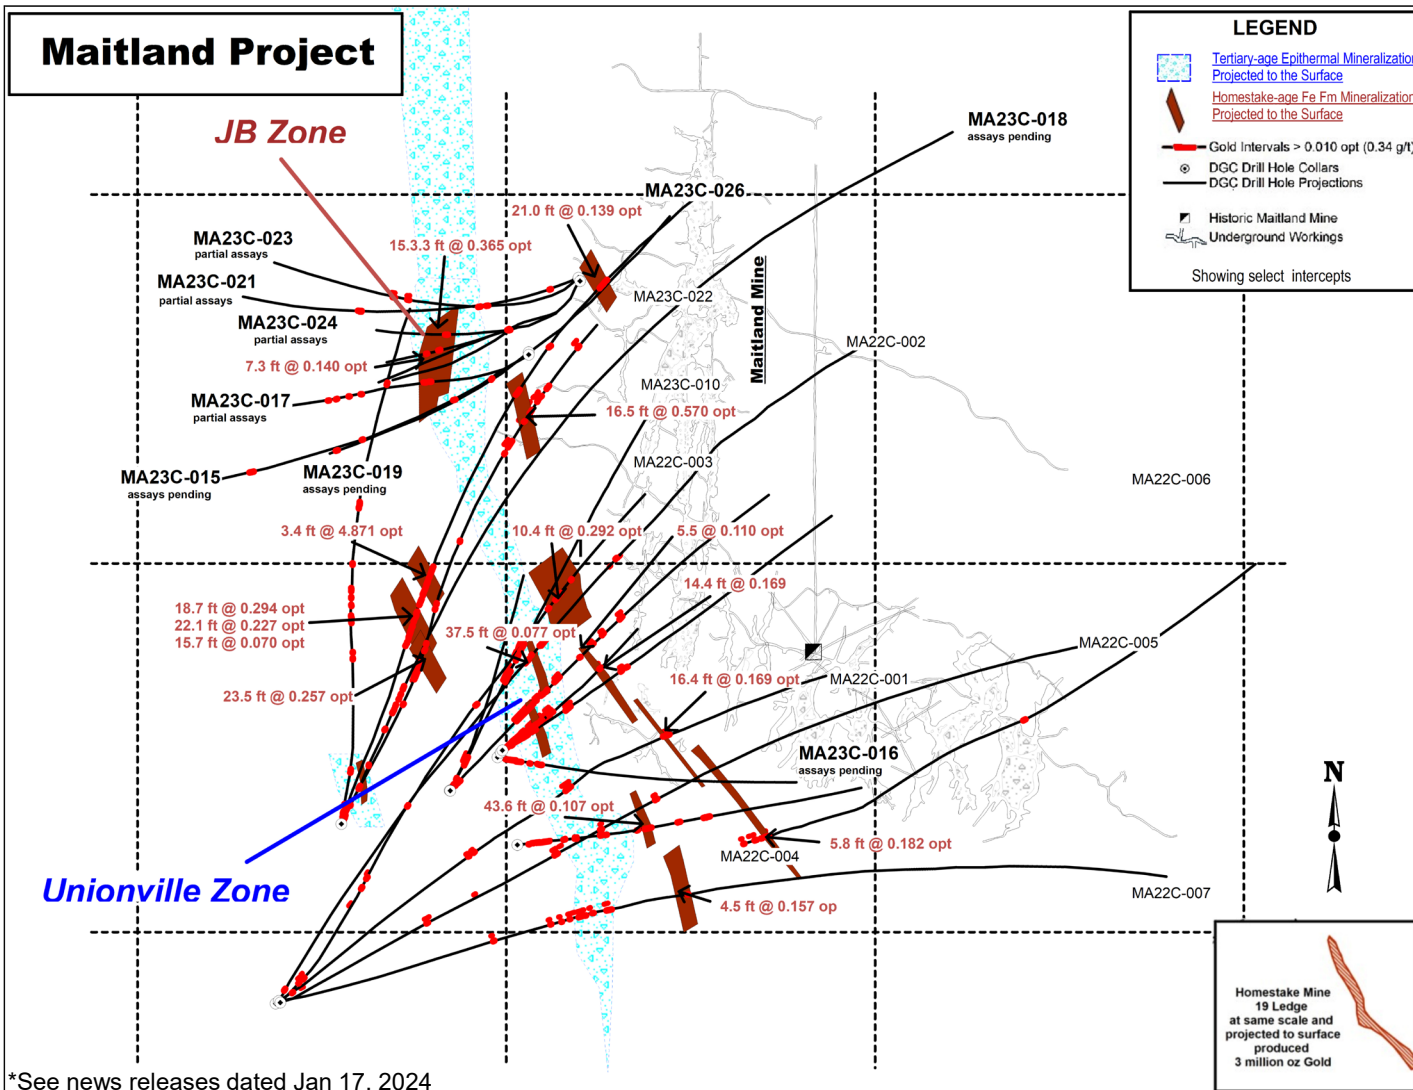 Maitland Project
LEGEND
Tertiary-age Epithermal Mineralization
Projected to the Surface
Homestake-age Fe Fm Mineralization
Projected to the Surface
Gold Intervals > 0.010 opt (0.34 g/t)
DGC Drill Hole Collars
DGC Drill Hole Projections
Historic Maitland Mine
Underground Workings
Showing select intercepts
JB Zone
MA23C-018
assays pending
MA23C-026
21.0 ft @ 0.139 opt
MA23C-023
partial assays
15.3.3 ft @ 0.365 opt
MA23C-021
partial assays
MA23C-022
MA23C-024
partial assays
Maitland Mine
MA22C-002
7.3 ft @ 0.140 opt
MA23C-010
MA23C-017
partial assays
16.5 ft @ 0.570 opt
MA22C-003
MA23C-015
assays pending
MA23C-019
assays pending
MA22C-006
3.4 ft @ 4.871 opt
10.4 ft @ 0.292 opt
5.5 @ 0.110 opt
14.4 ft @ 0.169
18.7 ft @ 0.294 opt
22.1 ft @ 0.227 opt
15.7 ft @ 0.070 opt
37.5 ft @ 0.077 opt
MA22C-005
16.4 ft @ 0.169 opt
MA22C-001
23.5 ft @ 0.257 opt
MA23C-016
assays pending
N
43.6 ft @ 0.107 opt
5.8 ft @ 0.182 opt
MA22C-004
Unionville Zone
MA22C-007
4.5 ft @ 0.157 op
Homestake Mine
19 Ledge
at same scale and
projected to surface
produced
3 million oz Gold
*See news releases dated Jan 17, 2024